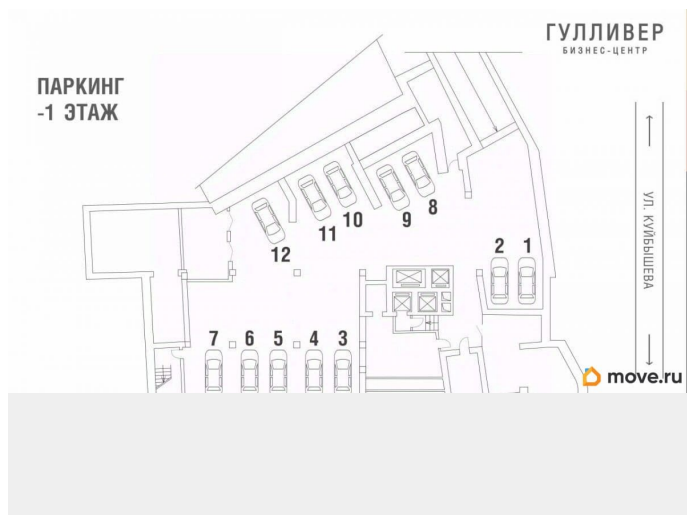 ГУЛЛИВЕР
БИЗНЕС-ЦЕНТР
ПАРКИНГ
-1 ЭТАЖ
8
9
10
11
12
2 1
УЛ. КУЙБЫШЕВА
7 6 5 4 3
move.ru